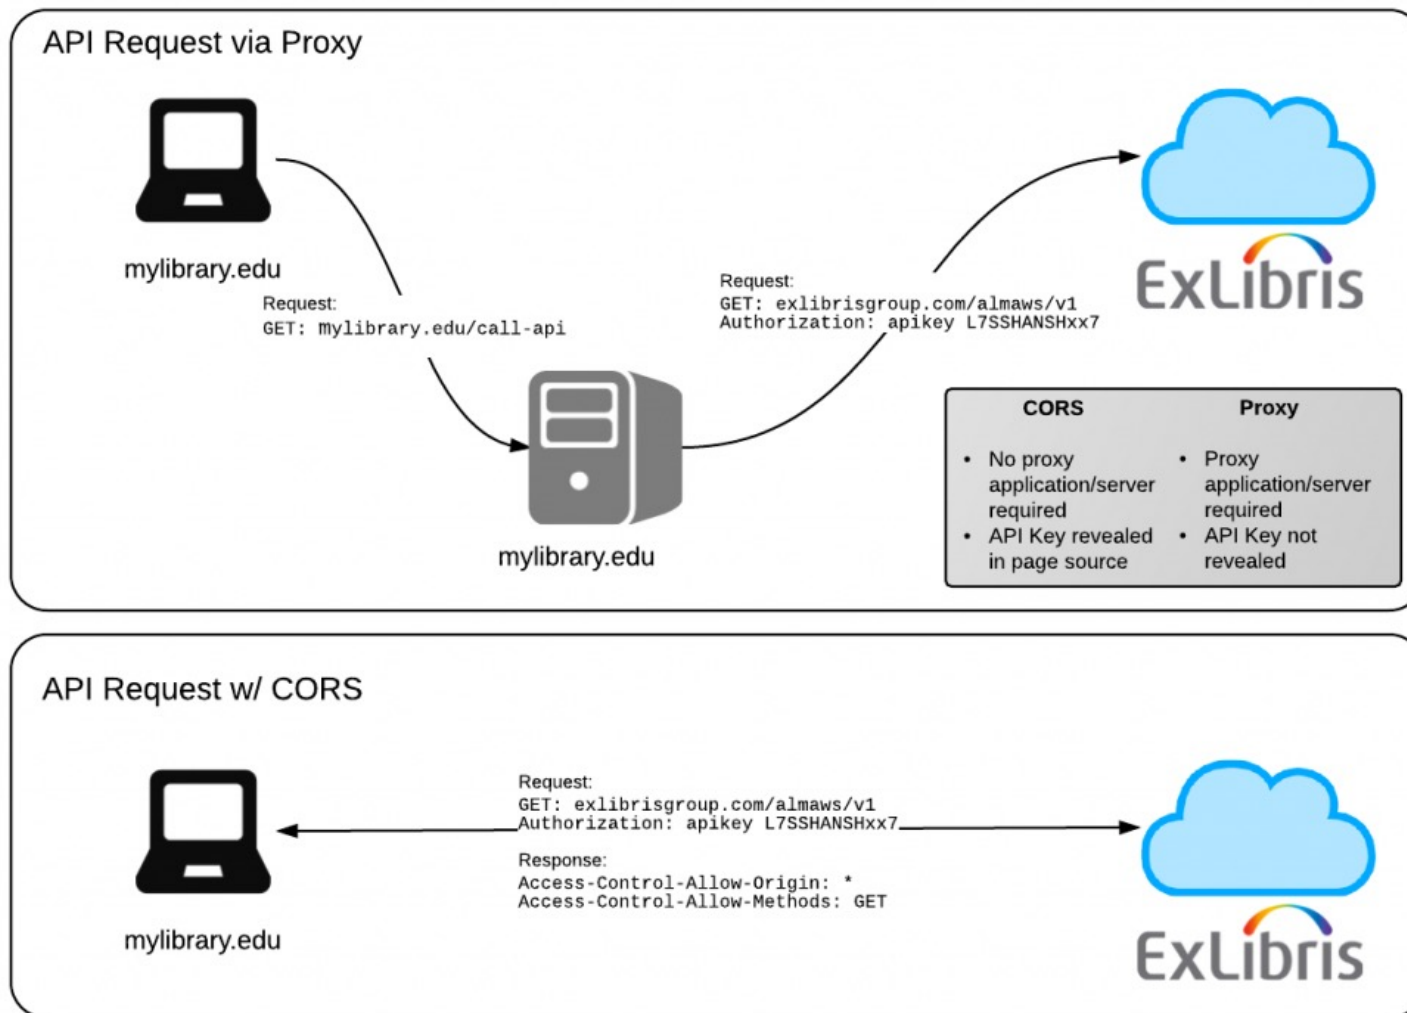 API Request via Proxy
mylibrary.edu
Request:
GET: mylibrary.edu/call-api
Request:
GET: exlibrisgroup.com/almaws/v1
Authorization: apikey L7SSHANSHxx7
ExLibris
mylibrary.edu
CORS
• No proxy
application/server
required
• API Key revealed
in page source
Proxy
• Proxy
application/server
required
• API Key not
revealed
API Request w/ CORS
mylibrary.edu
Request:
GET: exlibrisgroup.com/almaws/v1
Authorization: apikey L7SSHANSHxx7
Response:
Access-Control-Allow-Origin: *
Access-Control-Allow-Methods: GET
ExLibris